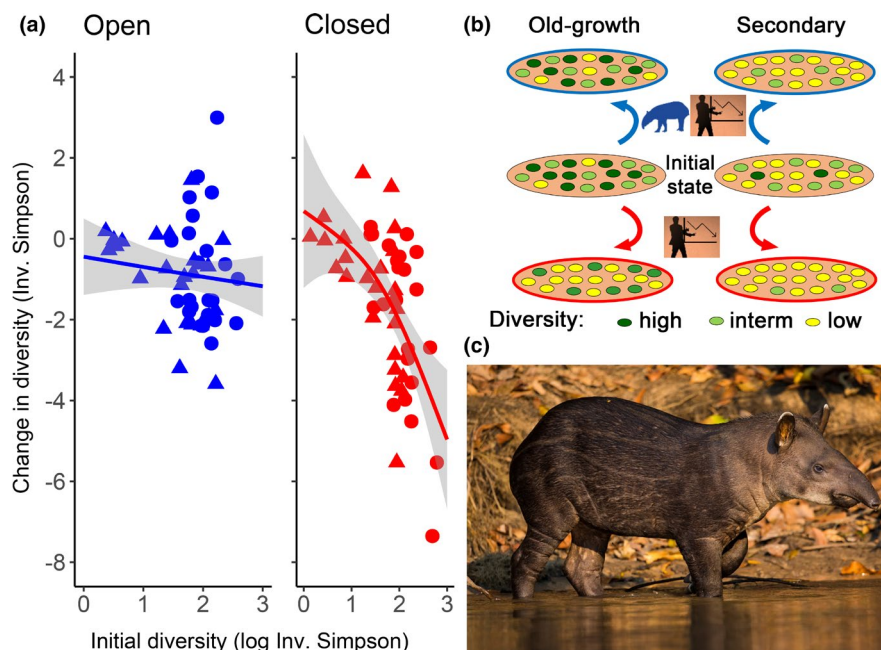 (a)
Open
Closed
Change in diversity (Inv. Simpson)
4
2
0
-2
-4
-6
-8
0 1 2 3
0 1 2 3
Initial diversity (log Inv. Simpson)
(b)
Old-growth
Secondary
Initial
state
Diversity: high interm low
(c)